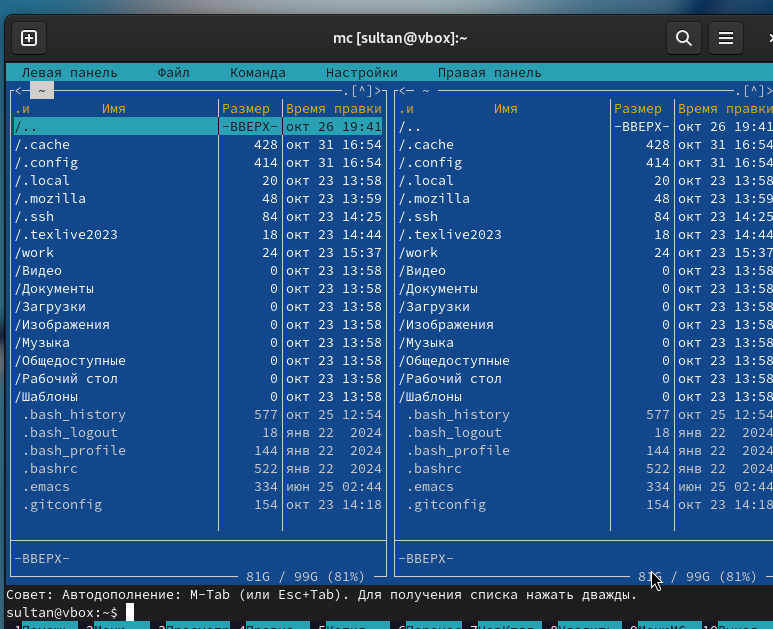 mc [sultan@vbox]:~
Левая панель Файл Команда Настройки Правая панель
<─ ~ .[^]> <─ ~ .[^]>
.и Имя Размер Время правки .и Имя Размер Время правки
/.. -ВВЕРХ- окт 26 19:41 /.. -ВВЕРХ- окт 26 19:41
/.cache 428 окт 31 16:54 /.cache 428 окт 31 16:54
/.config 414 окт 31 16:54 /.config 414 окт 31 16:54
/.local 20 окт 23 13:58 /.local 20 окт 23 13:58
/.mozilla 48 окт 23 13:59 /.mozilla 48 окт 23 13:59
/.ssh 84 окт 23 14:25 /.ssh 84 окт 23 14:25
/.texlive2023 18 окт 23 14:44 /.texlive2023 18 окт 23 14:44
/work 24 окт 23 15:37 /work 24 окт 23 15:37
/Видео 0 окт 23 13:58 /Видео 0 окт 23 13:58
/Документы 0 окт 23 13:58 /Документы 0 окт 23 13:58
/Загрузки 0 окт 23 13:58 /Загрузки 0 окт 23 13:58
/Изображения 0 окт 23 13:58 /Изображения 0 окт 23 13:58
/Музыка 0 окт 23 13:58 /Музыка 0 окт 23 13:58
/Общедоступные 0 окт 23 13:58 /Общедоступные 0 окт 23 13:58
/Рабочий стол 0 окт 23 13:58 /Рабочий стол 0 окт 23 13:58
/Шаблоны 0 окт 23 13:58 /Шаблоны 0 окт 23 13:58
.bash_history 577 окт 25 12:54 .bash_history 577 окт 25 12:54
.bash_logout 18 янв 22 2024 .bash_logout 18 янв 22 2024
.bash_profile 144 янв 22 2024 .bash_profile 144 янв 22 2024
.bashrc 522 янв 22 2024 .bashrc 522 янв 22 2024
.emacs 334 июн 25 02:44 .emacs 334 июн 25 02:44
.gitconfig 154 окт 23 14:18 .gitconfig 154 окт 23 14:18
-ВВЕРХ- -ВВЕРХ-
81G / 99G (81%) 81G / 99G (81%)
Совет: Автодополнение: M-Tab (или Esc+Tab). Для получения списка нажать дважды.
sultan@vbox:~$